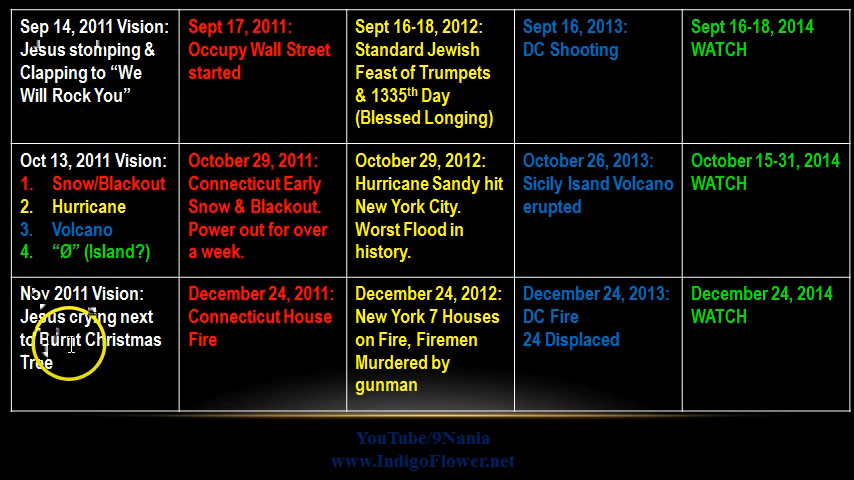 Sep 14, 2011 Vision:
Jesus stomping &
Clapping to “We
Will Rock You”
Sept 17, 2011:
Occupy Wall Street
started
Sept 16-18, 2012:
Standard Jewish
Feast of Trumpets
& 1335th Day
(Blessed Longing)
Sept 16, 2013:
DC Shooting
Sept 16-18, 2014
WATCH
Oct 13, 2011 Vision:
1. Snow/Blackout
2. Hurricane
3. Volcano
4. “Ø” (Island?)
October 29, 2011:
Connecticut Early
Snow & Blackout.
Power out for over
a week.
October 29, 2012:
Hurricane Sandy hit
New York City.
Worst Flood in
history.
October 26, 2013:
Sicily Isand Volcano
erupted
October 15-31, 2014
WATCH
Nov 2011 Vision:
Jesus crying next
to Burnt Christmas
Tree
December 24, 2011:
Connecticut House
Fire
December 24, 2012:
New York 7 Houses
on Fire, Firemen
Murdered by
gunman
December 24, 2013:
DC Fire
24 Displaced
December 24, 2014
WATCH
YouTube/9Nania
www.IndigoFlower.net